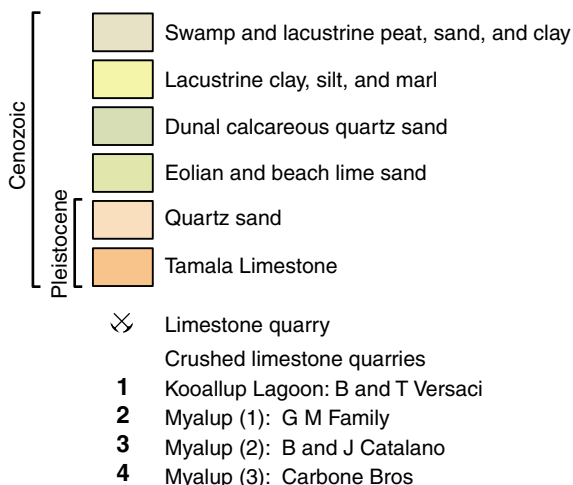 Cenozoic
Pleistocene
Swamp and lacustrine peat, sand, and clay
Lacustrine clay, silt, and marl
Dunal calcareous quartz sand
Eolian and beach lime sand
Quartz sand
Tamala Limestone
Limestone quarry
Crushed limestone quarries
1 Kooallup Lagoon: B and T Versaci
2 Myalup (1): G M Family
3 Myalup (2): B and J Catalano
4 Myalup (3): Carbone Bros